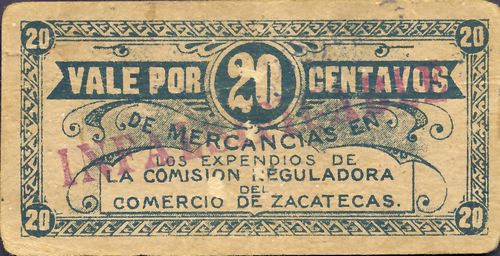 20 20
VALE POR 20 CENTAVOS
DE MERCANCIAS EN
LOS EXPENDIOS DE
LA COMISION REGULADORA
DEL
COMERCIO DE ZACATECAS.
20 20